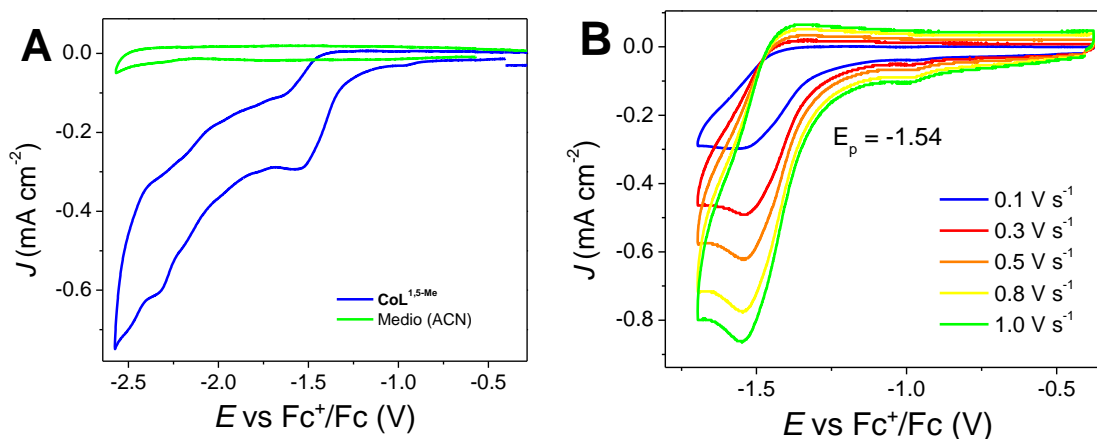 A
0.0
-0.2
-0.4
-0.6
J (mA cm⁻²)
CoL¹,⁵⁻ᴹᵉ
Medio (ACN)
-2.5 -2.0 -1.5 -1.0 -0.5
E vs Fc⁺/Fc (V)
B
0.0
-0.2
-0.4
-0.6
-0.8
J (mA cm⁻²)
Eₚ = -1.54
0.1 V s⁻¹
0.3 V s⁻¹
0.5 V s⁻¹
0.8 V s⁻¹
1.0 V s⁻¹
-1.5 -1.0 -0.5
E vs Fc⁺/Fc (V)